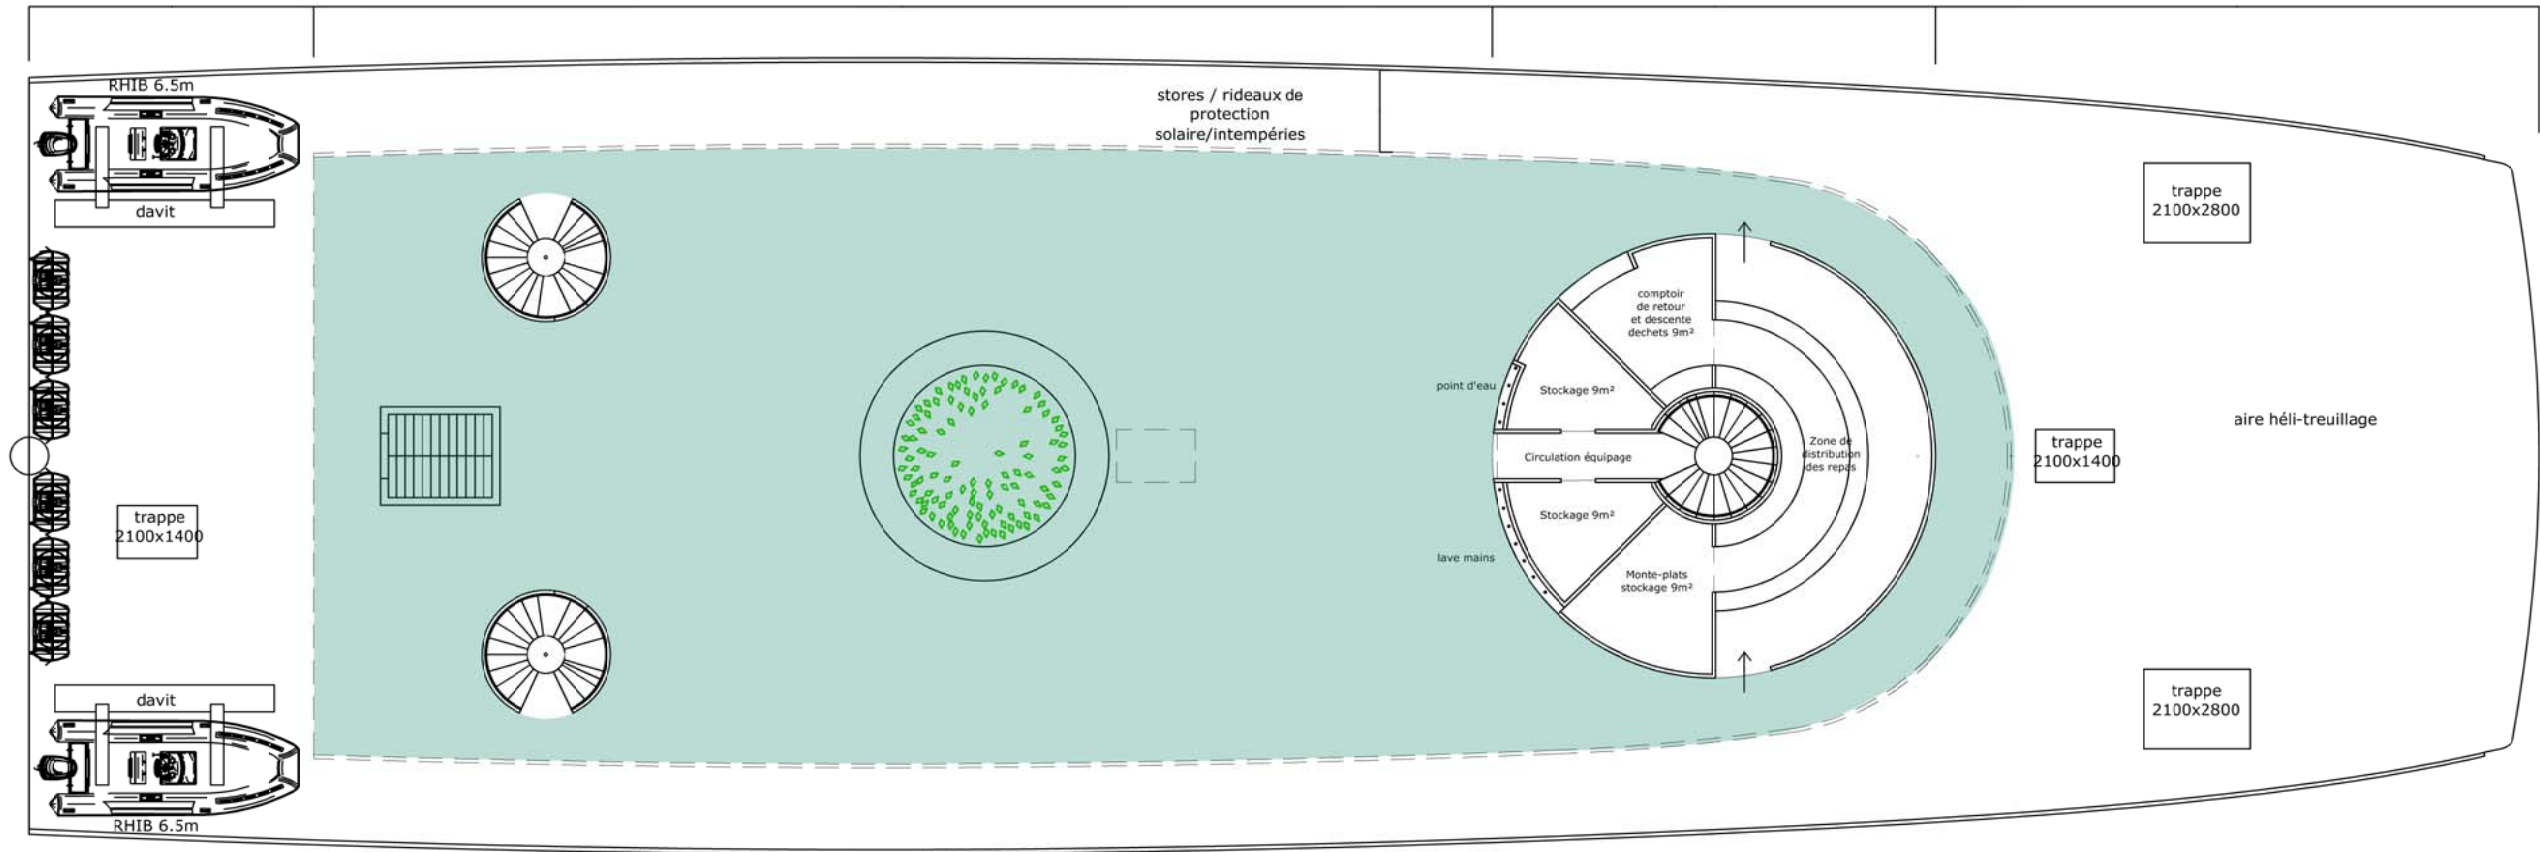 RHIB 6.5m
davit
stores / rideaux de
protection
solaire/intempéries
trappe
2100x2800
comptoir
de retour
et descente
dechets 9m²
point d'eau
Stockage 9m²
Circulation équipage
Zone de
distribution
des repas
Stockage 9m²
lave mains
Monte-plats
stockage 9m²
trappe
2100x1400
aire héli-treuillage
trappe
2100x1400
davit
RHIB 6.5m
trappe
2100x2800